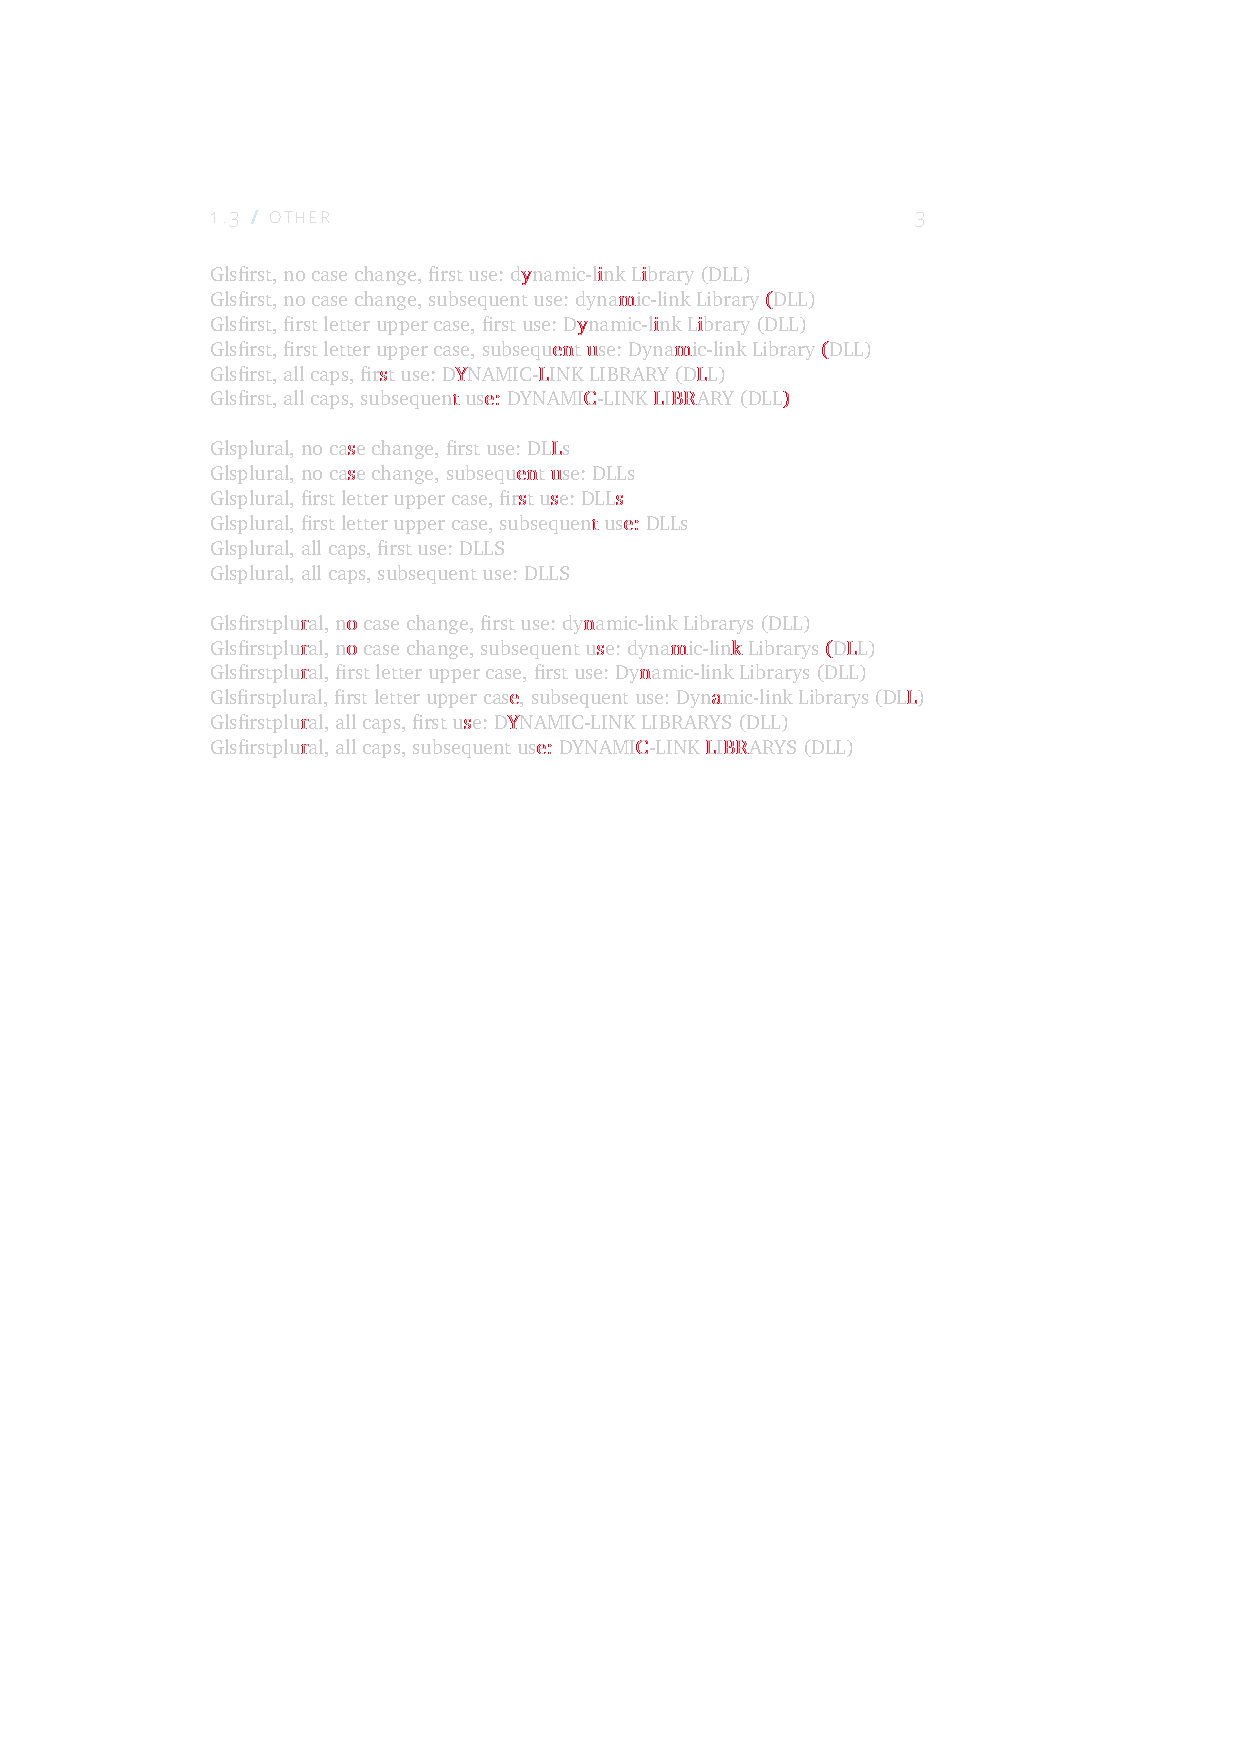 1.3 / OTHER 3
Glsfirst, no case change, first use: dynamic-link Library (DLL)
Glsfirst, no case change, subsequent use: dynamic-link Library (DLL)
Glsfirst, first letter upper case, first use: Dynamic-link Library (DLL)
Glsfirst, first letter upper case, subsequent use: Dynamic-link Library (DLL)
Glsfirst, all caps, first use: DYNAMIC-LINK LIBRARY (DLL)
Glsfirst, all caps, subsequent use: DYNAMIC-LINK LIBRARY (DLL)
Glsplural, no case change, first use: DLLs
Glsplural, no case change, subsequent use: DLLs
Glsplural, first letter upper case, first use: DLLs
Glsplural, first letter upper case, subsequent use: DLLs
Glsplural, all caps, first use: DLLS
Glsplural, all caps, subsequent use: DLLS
Glsfirstplural, no case change, first use: dynamic-link Librarys (DLL)
Glsfirstplural, no case change, subsequent use: dynamic-link Librarys (DLL)
Glsfirstplural, first letter upper case, first use: Dynamic-link Librarys (DLL)
Glsfirstplural, first letter upper case, subsequent use: Dynamic-link Librarys (DLL)
Glsfirstplural, all caps, first use: DYNAMIC-LINK LIBRARYS (DLL)
Glsfirstplural, all caps, subsequent use: DYNAMIC-LINK LIBRARYS (DLL)